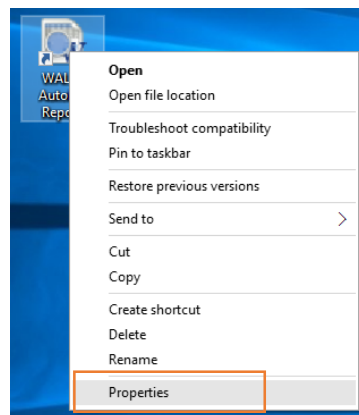 WAL
Auto
Repo
Open
Open file location
Troubleshoot compatibility
Pin to taskbar
Restore previous versions
Send to
Cut
Copy
Create shortcut
Delete
Rename
Properties